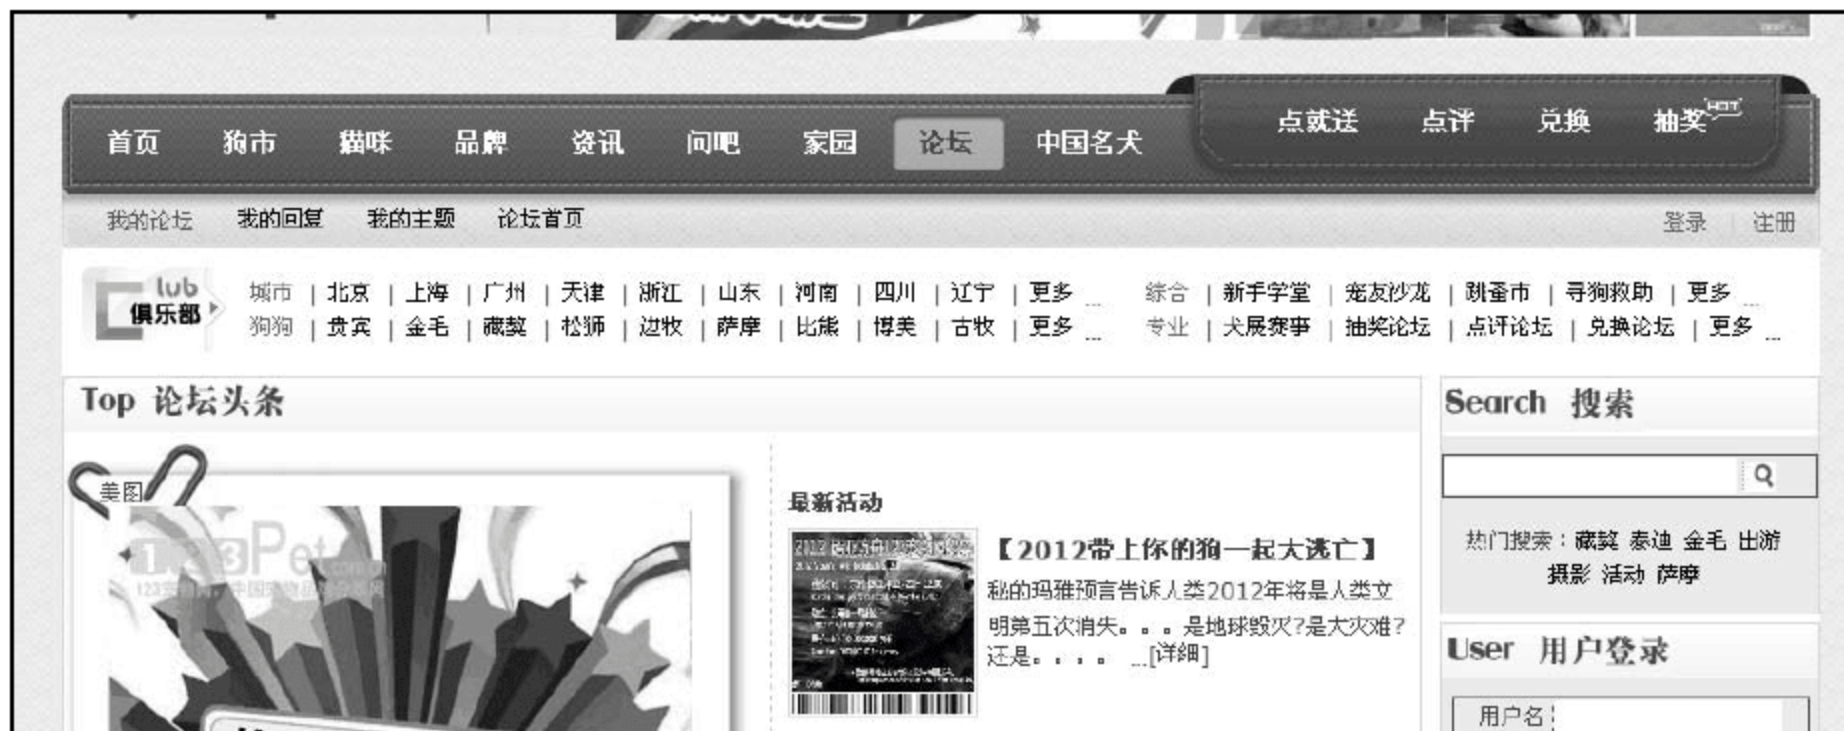 首页 狗市 猫咪 品牌 资讯 问吧 家园 论坛 中国名犬 点就送 点评 兑换 抽奖 HOT
我的论坛 我的回复 我的主题 论坛首页 登录 | 注册
Club 俱乐部
城市 | 北京 | 上海 | 广州 | 天津 | 浙江 | 山东 | 河南 | 四川 | 辽宁 | 更多 ...
狗狗 | 贵宾 | 金毛 | 藏獒 | 松狮 | 边牧 | 萨摩 | 比熊 | 博美 | 古牧 | 更多 ...
综合 | 新手学堂 | 宠友沙龙 | 跳蚤市 | 寻狗救助 | 更多 ...
专业 | 犬展赛事 | 抽奖论坛 | 点评论坛 | 兑换论坛 | 更多 ...
Top 论坛头条
美图
123Pet.com.cn
最新活动
【2012带上你的狗一起大逃亡】
秘的玛雅预言告诉人类2012年将是人类文
明第五次消失。。。是地球毁灭?是大灾难?
还是。。。。 ...[详细]
Search 搜索
热门搜索：藏獒 泰迪 金毛 出游
摄影 活动 萨摩
User 用户登录
用户名